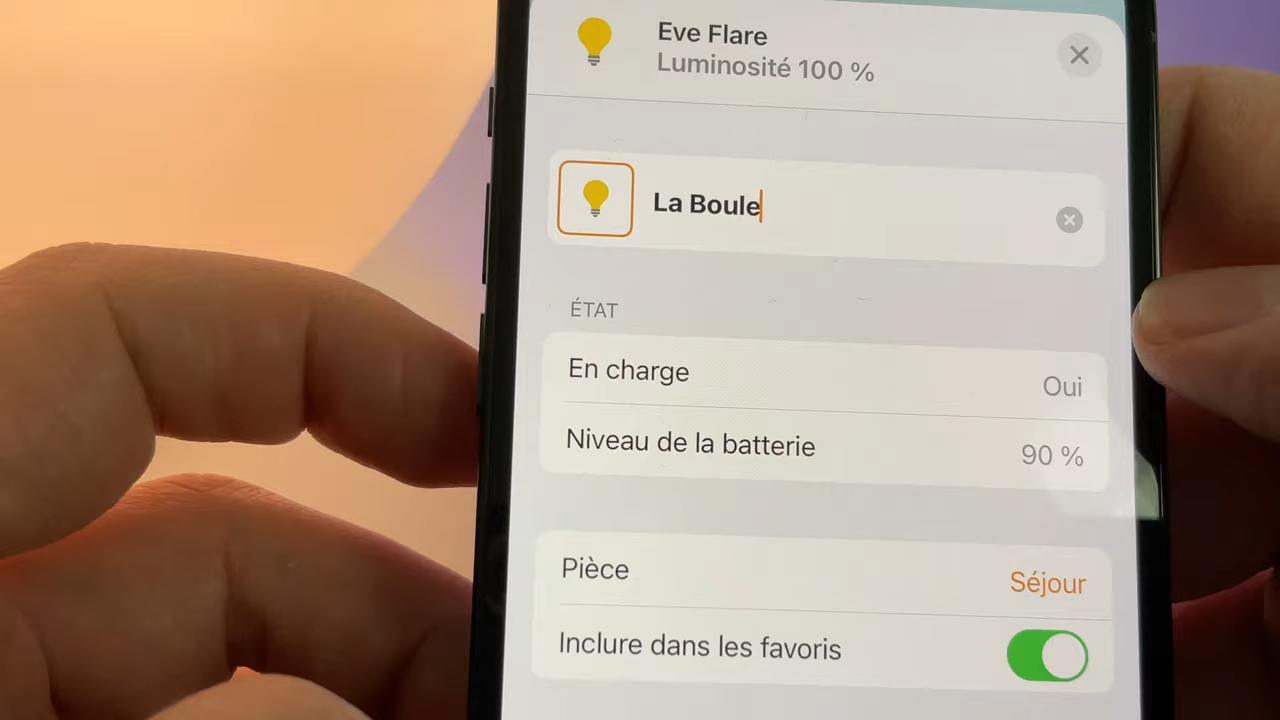 Eve Flare
Luminosité 100 %
La Boule
ÉTAT
En charge
Oui
Niveau de la batterie
90 %
Pièce
Séjour
Inclure dans les favoris